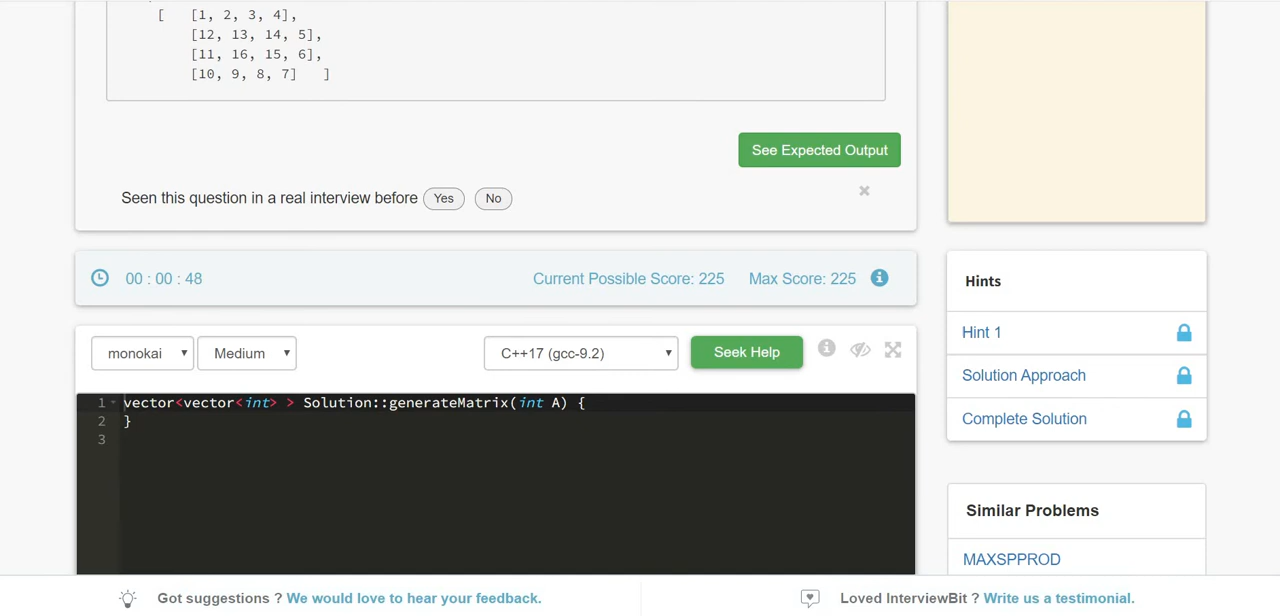 [   [1, 2, 3, 4],
[12, 13, 14, 5],
[11, 16, 15, 6],
[10, 9, 8, 7]   ]
See Expected Output
Seen this question in a real interview before Yes No
00 : 00 : 48
Current Possible Score: 225 Max Score: 225
monokai Medium C++17 (gcc-9.2) Seek Help
1 vector<vector<int> > Solution::generateMatrix(int A) {
2 }
3
Hints
Hint 1
Solution Approach
Complete Solution
Similar Problems
MAXSPPROD
Got suggestions ? We would love to hear your feedback.
Loved InterviewBit ? Write us a testimonial.